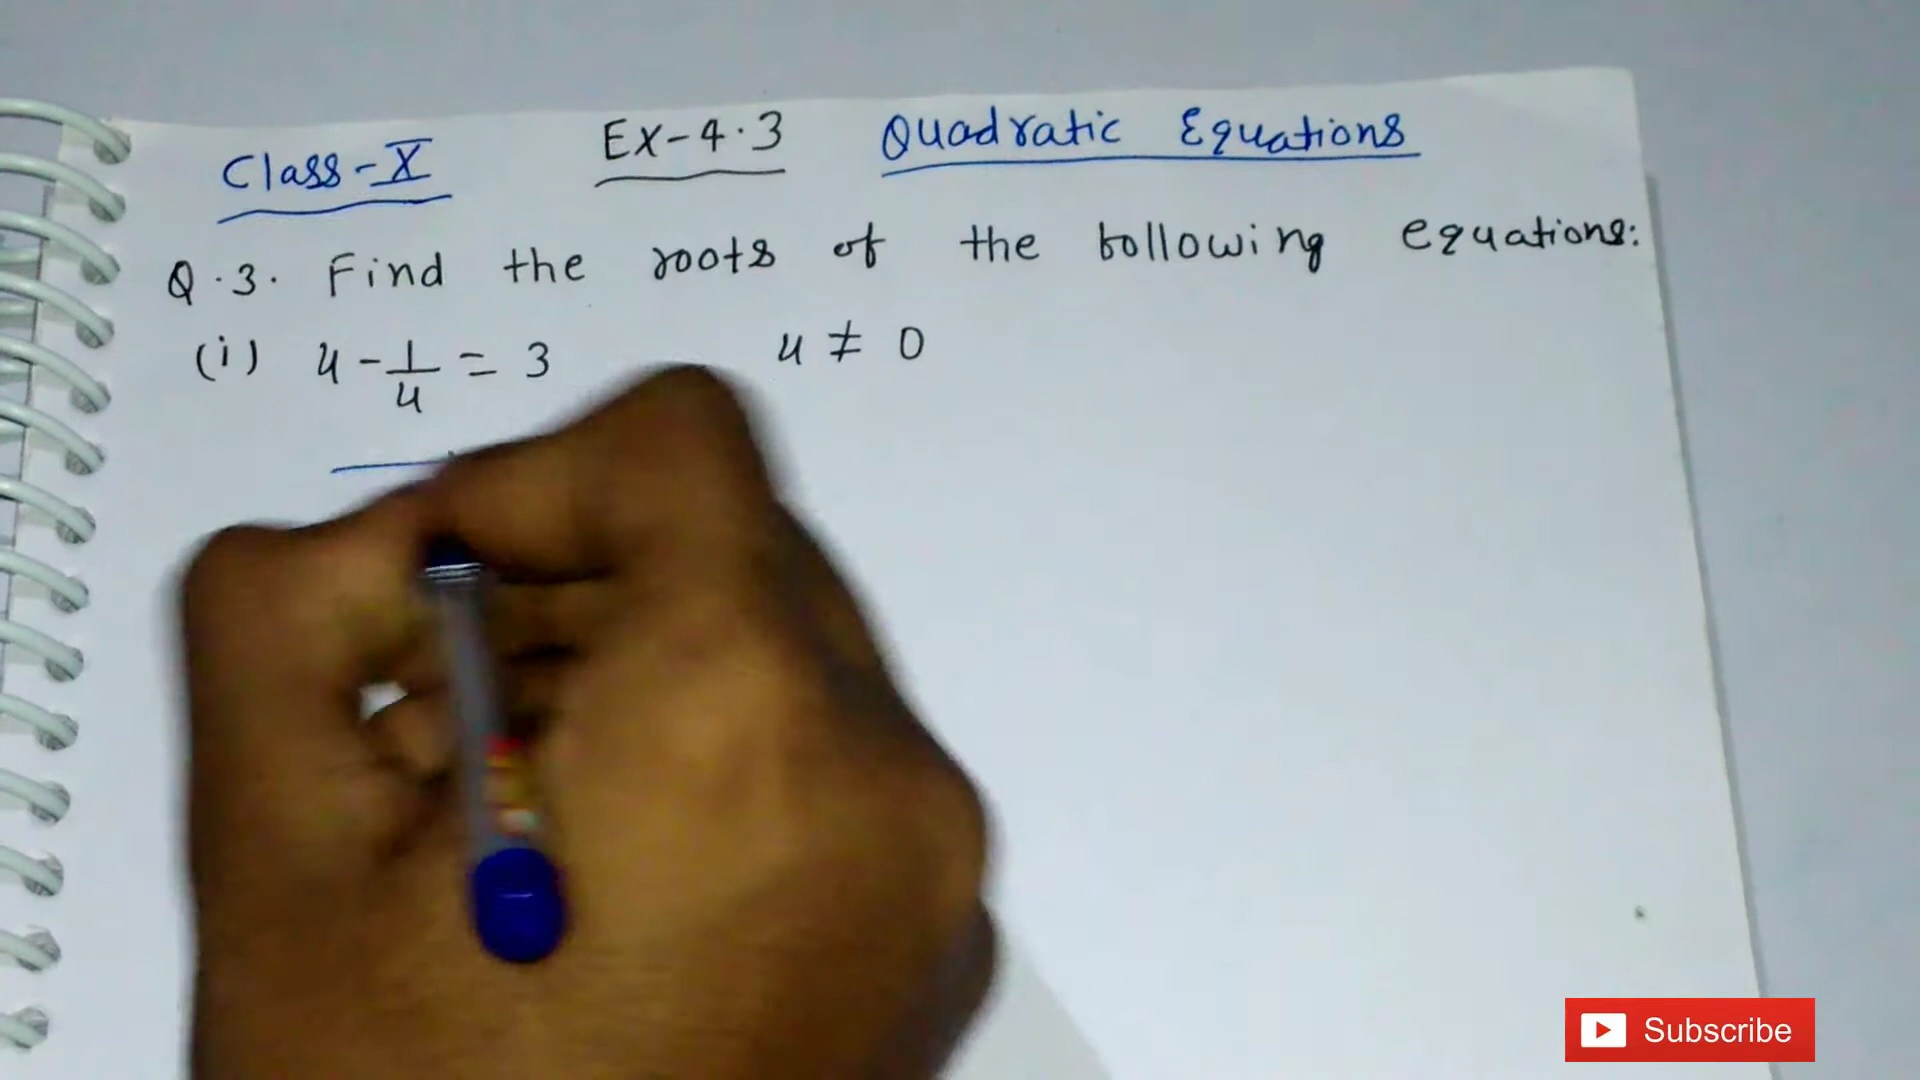 Class-X Ex-4.3 Quadratic Equations
Q.3. Find the roots of the following equations:
(i) x - 1/x = 3 x ≠ 0
Subscribe